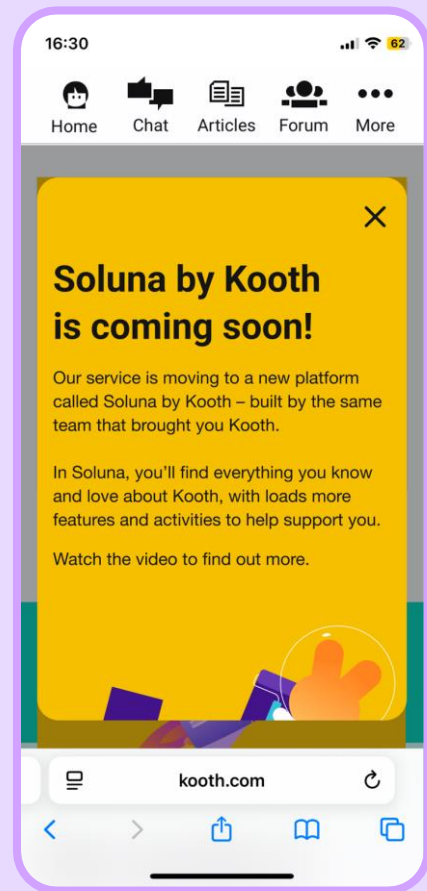 16:30
62
Home Chat Articles Forum More
Soluna by Kooth
is coming soon!
Our service is moving to a new platform
called Soluna by Kooth – built by the same
team that brought you Kooth.
In Soluna, you'll find everything you know
and love about Kooth, with loads more
features and activities to help support you.
Watch the video to find out more.
kooth.com